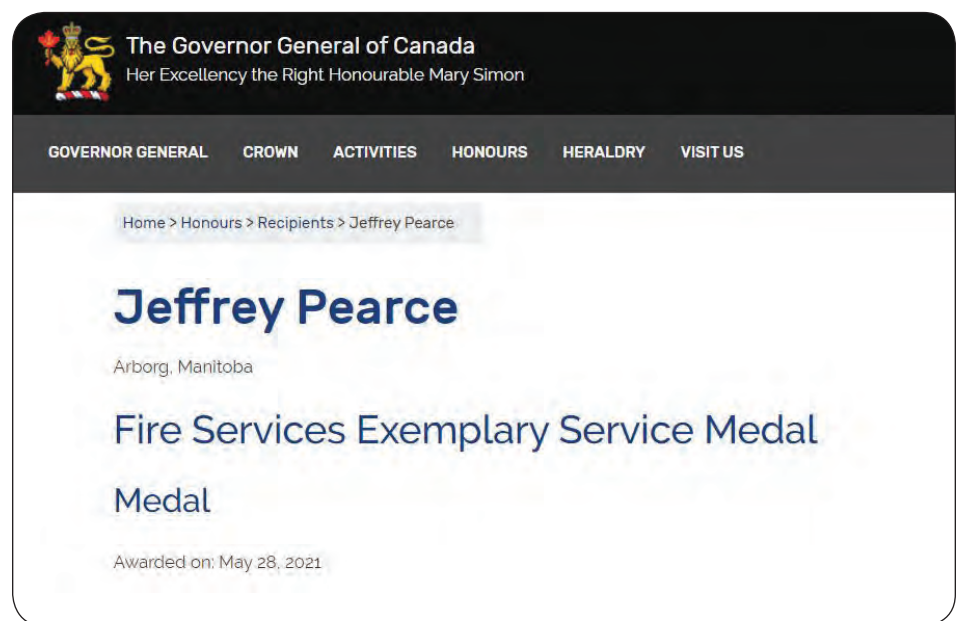 The Governor General of Canada
Her Excellency the Right Honourable Mary Simon
GOVERNOR GENERAL CROWN ACTIVITIES HONOURS HERALDRY VISIT US
Home > Honours > Recipients > Jeffrey Pearce
Jeffrey Pearce
Arborg, Manitoba
Fire Services Exemplary Service Medal
Medal
Awarded on: May 28, 2021